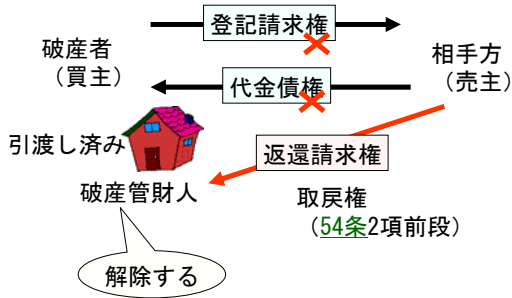 登記請求権
破産者
（買主）
相手方
（売主）
代金債権
引渡し済み
返還請求権
破産管財人
取戻権
（54条2項前段）
解除する